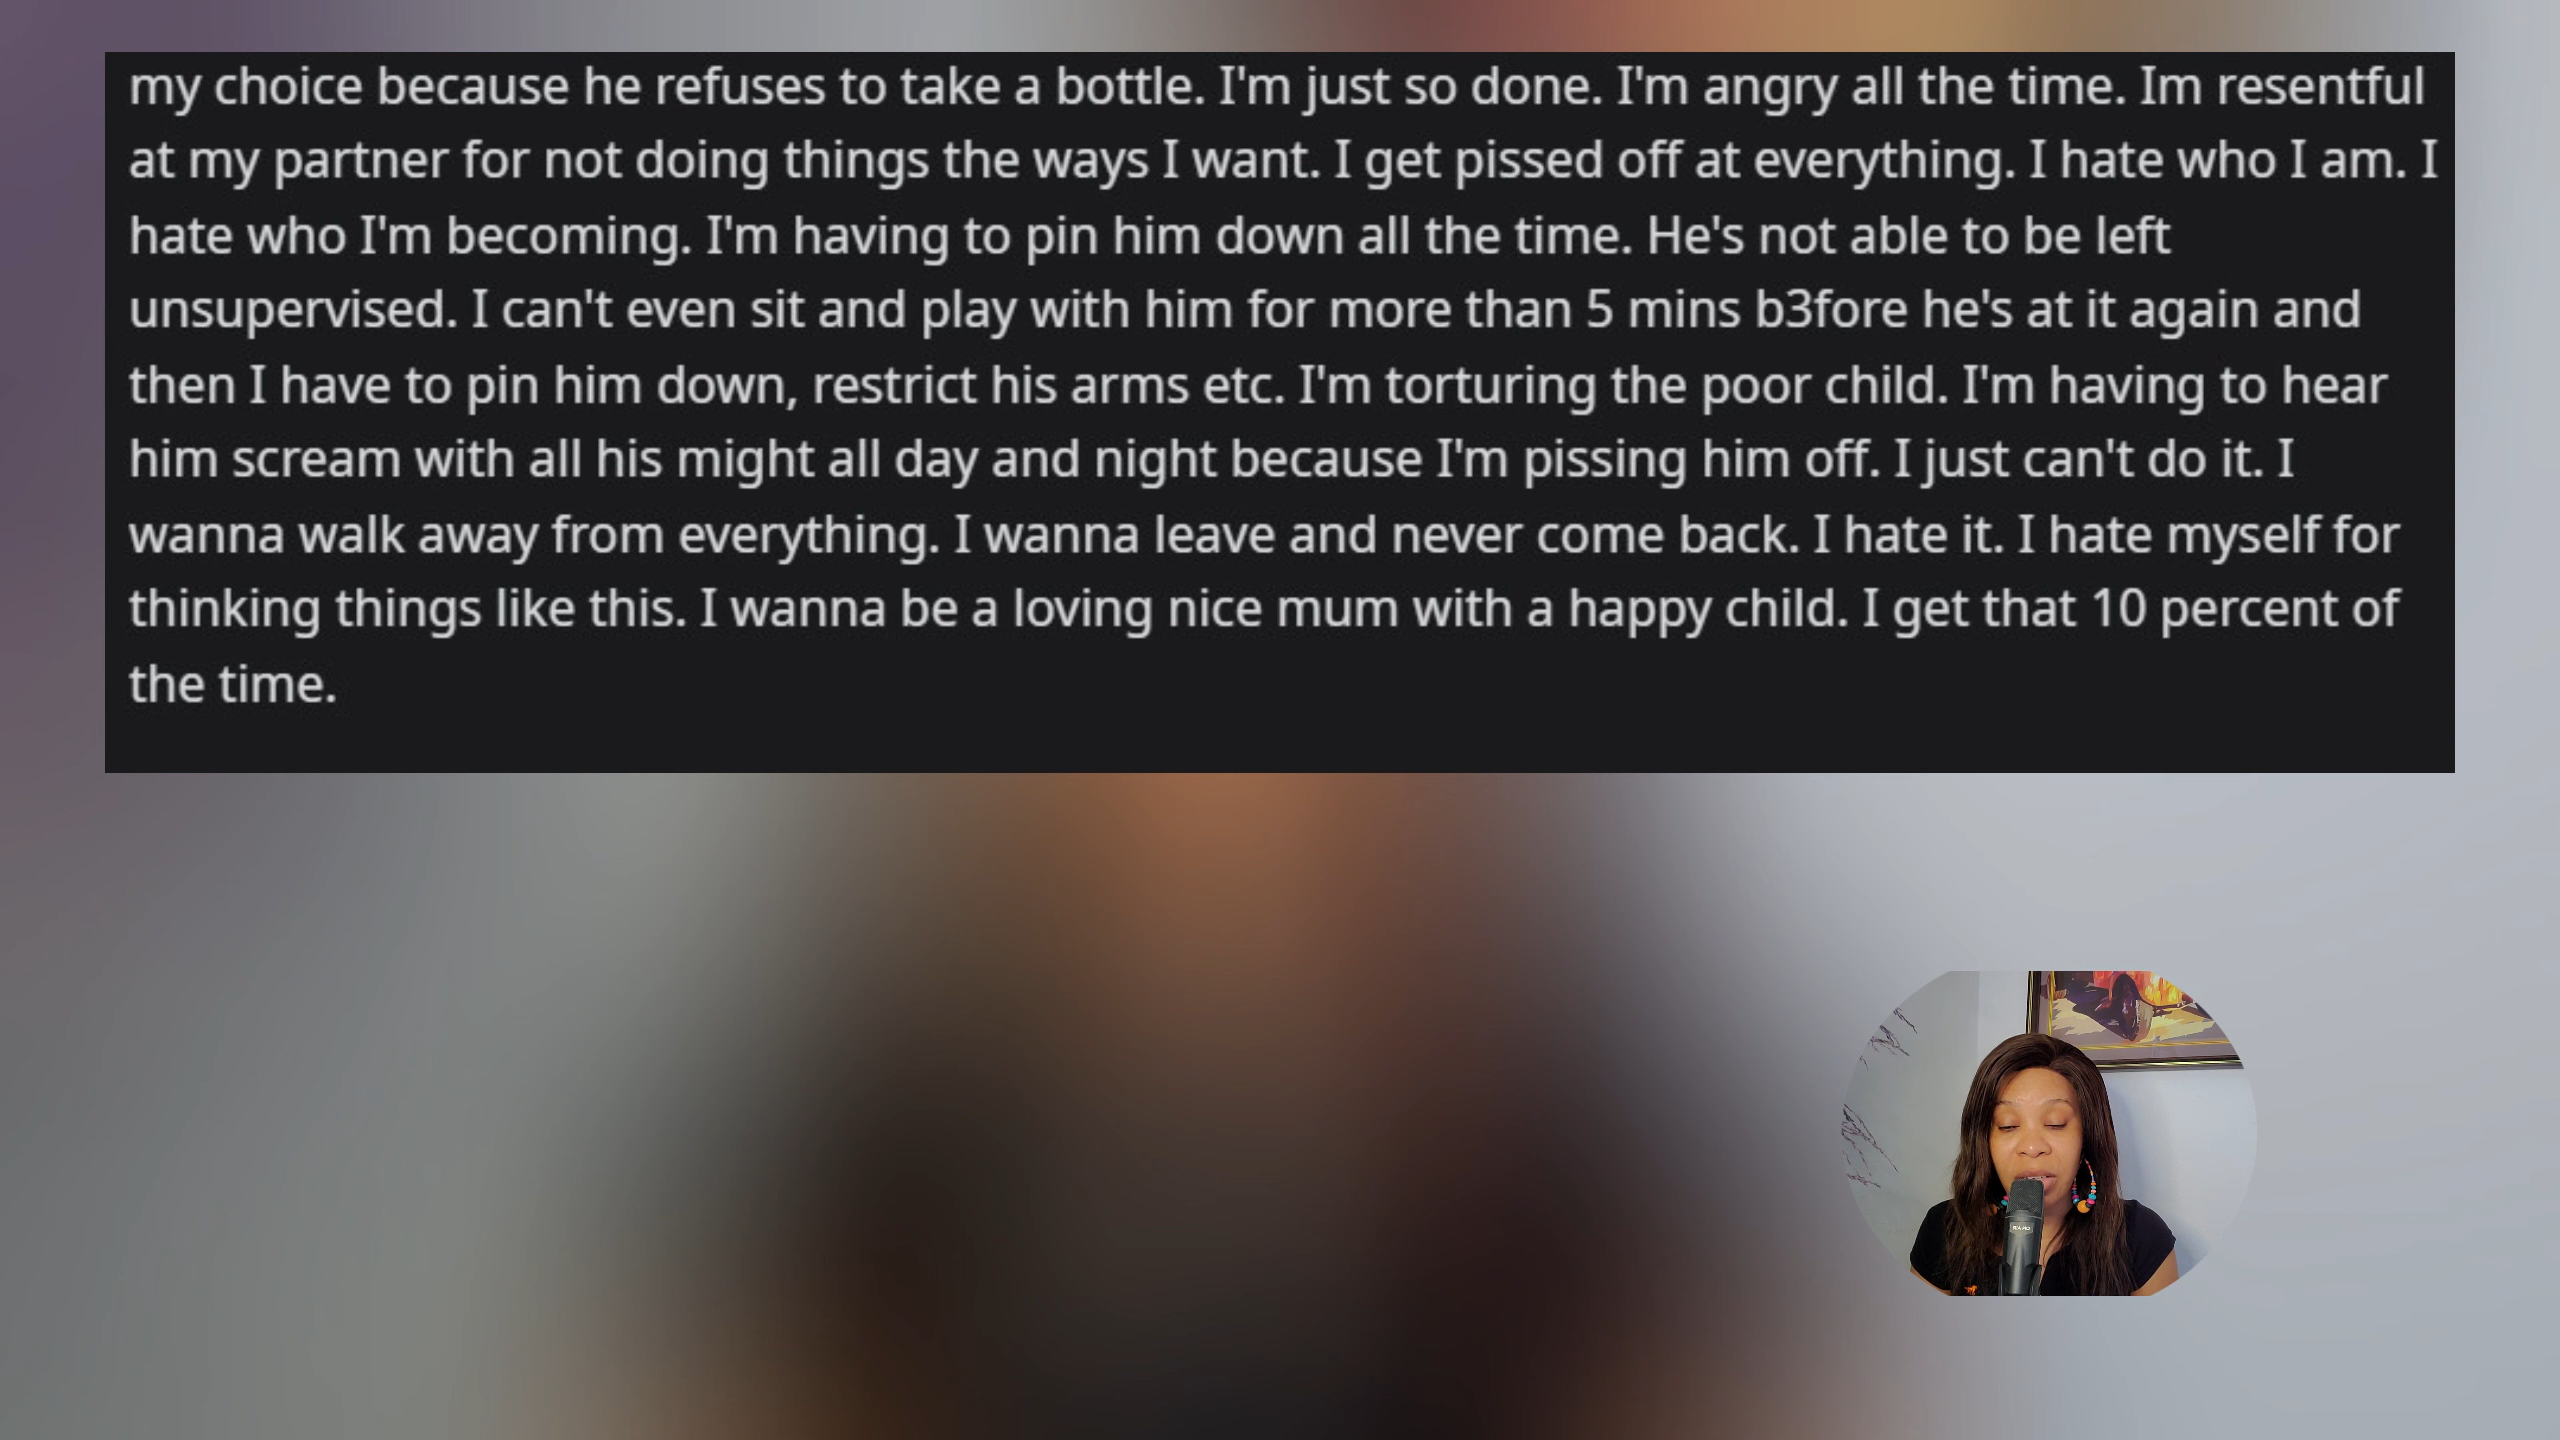 my choice because he refuses to take a bottle. I'm just so done. I'm angry all the time. Im resentful
at my partner for not doing things the ways I want. I get pissed off at everything. I hate who I am. I
hate who I'm becoming. I'm having to pin him down all the time. He's not able to be left
unsupervised. I can't even sit and play with him for more than 5 mins b3fore he's at it again and
then I have to pin him down, restrict his arms etc. I'm torturing the poor child. I'm having to hear
him scream with all his might all day and night because I'm pissing him off. I just can't do it. I
wanna walk away from everything. I wanna leave and never come back. I hate it. I hate myself for
thinking things like this. I wanna be a loving nice mum with a happy child. I get that 10 percent of
the time.